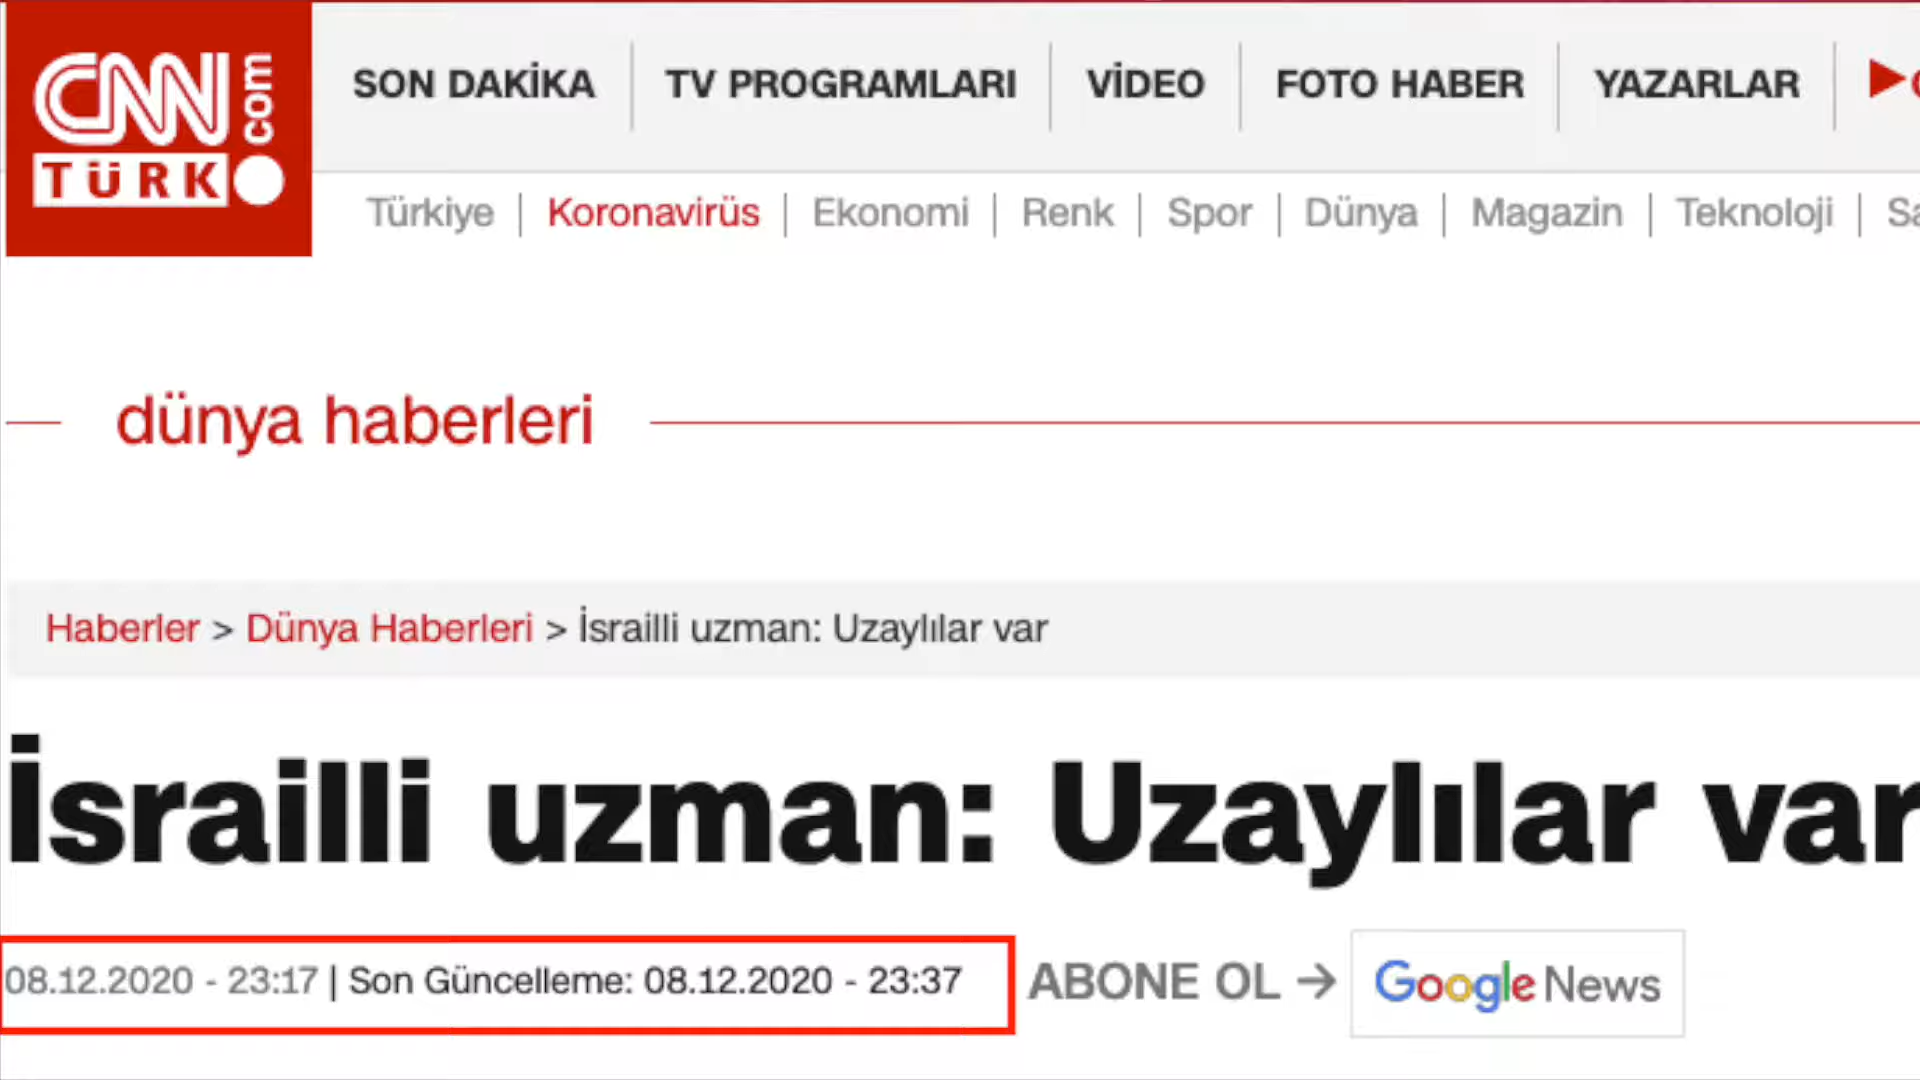 CNN
.com
TÜRK
SON DAKİKA
TV PROGRAMLARI
VİDEO
FOTO HABER
YAZARLAR
Türkiye | Koronavirüs | Ekonomi | Renk | Spor | Dünya | Magazin | Teknoloji |
dünya haberleri
Haberler > Dünya Haberleri > İsrailli uzman: Uzaylılar var
İsrailli uzman: Uzaylılar var
08.12.2020 - 23:17 | Son Güncelleme: 08.12.2020 - 23:37
ABONE OL → Google News